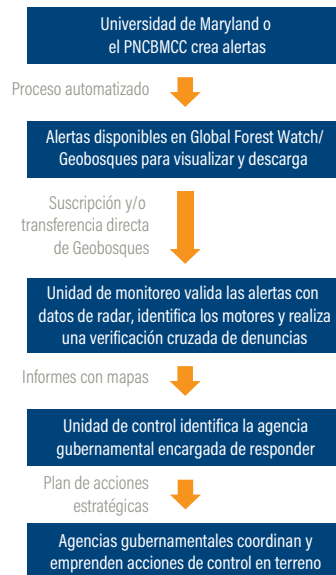 Universidad de Maryland o
el PNCBMCC crea alertas
Proceso automatizado
Alertas disponibles en Global Forest Watch/
Geobosques para visualizar y descarga
Suscripción y/o
transferencia directa
de Geobosques
Unidad de monitoreo valida las alertas con
datos de radar, identifica los motores y realiza
una verificación cruzada de denuncias
Informes con mapas
Unidad de control identifica la agencia
gubernamental encargada de responder
Plan de acciones
estratégicas
Agencias gubernamentales coordinan y
emprenden acciones de control en terreno